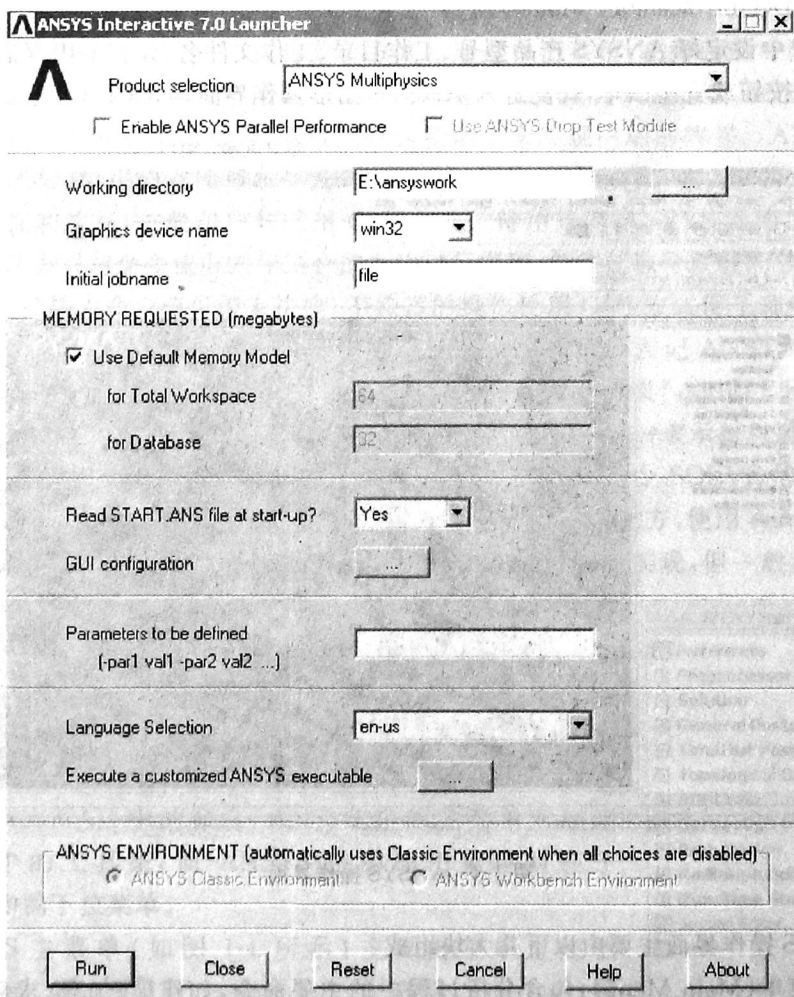 ANSYS Interactive 7.0 Launcher
Product selection ANSYS Multiphysics
Enable ANSYS Parallel Performance Use ANSYS Drop Test Module
Working directory E:\ansyswork ...
Graphics device name win32
Initial jobname file
MEMORY REQUESTED (megabytes)
Use Default Memory Model
for Total Workspace 64
for Database 32
Read START.ANS file at start-up? Yes
GUI configuration ...
Parameters to be defined
(-par1 val1 -par2 val2 ...)
Language Selection en-us
Execute a customized ANSYS executable ...
ANSYS ENVIRONMENT (automatically uses Classic Environment when all choices are disabled)
ANSYS Classic Environment ANSYS Workbench Environment
Run Close Reset Cancel Help About